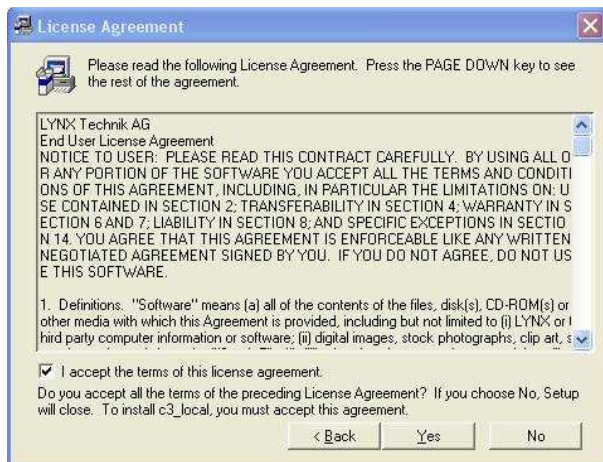 License Agreement
Please read the following License Agreement. Press the PAGE DOWN key to see
the rest of the agreement.
LYNX Technik AG
End User License Agreement
NOTICE TO USER: PLEASE READ THIS CONTRACT CAREFULLY. BY USING ALL O
R ANY PORTION OF THE SOFTWARE YOU ACCEPT ALL THE TERMS AND CONDITI
ONS OF THIS AGREEMENT, INCLUDING, IN PARTICULAR THE LIMITATIONS ON: U
SE CONTAINED IN SECTION 2; TRANSFERABILITY IN SECTION 4; WARRANTY IN S
ECTION 6 AND 7; LIABILITY IN SECTION 8; AND SPECIFIC EXCEPTIONS IN SECTIO
N 14. YOU AGREE THAT THIS AGREEMENT IS ENFORCEABLE LIKE ANY WRITTEN
NEGOTIATED AGREEMENT SIGNED BY YOU. IF YOU DO NOT AGREE, DO NOT US
E THIS SOFTWARE.
1. Definitions. "Software" means (a) all of the contents of the files, disk(s), CD-ROM(s) or
other media with which this Agreement is provided, including but not limited to (i) LYNX or t
hird party computer information or software; (ii) digital images, stock photographs, clip art, s
I accept the terms of this license agreement.
Do you accept all the terms of the preceding License Agreement? If you choose No, Setup
will close. To install c3_local, you must accept this agreement.
< Back
Yes
No